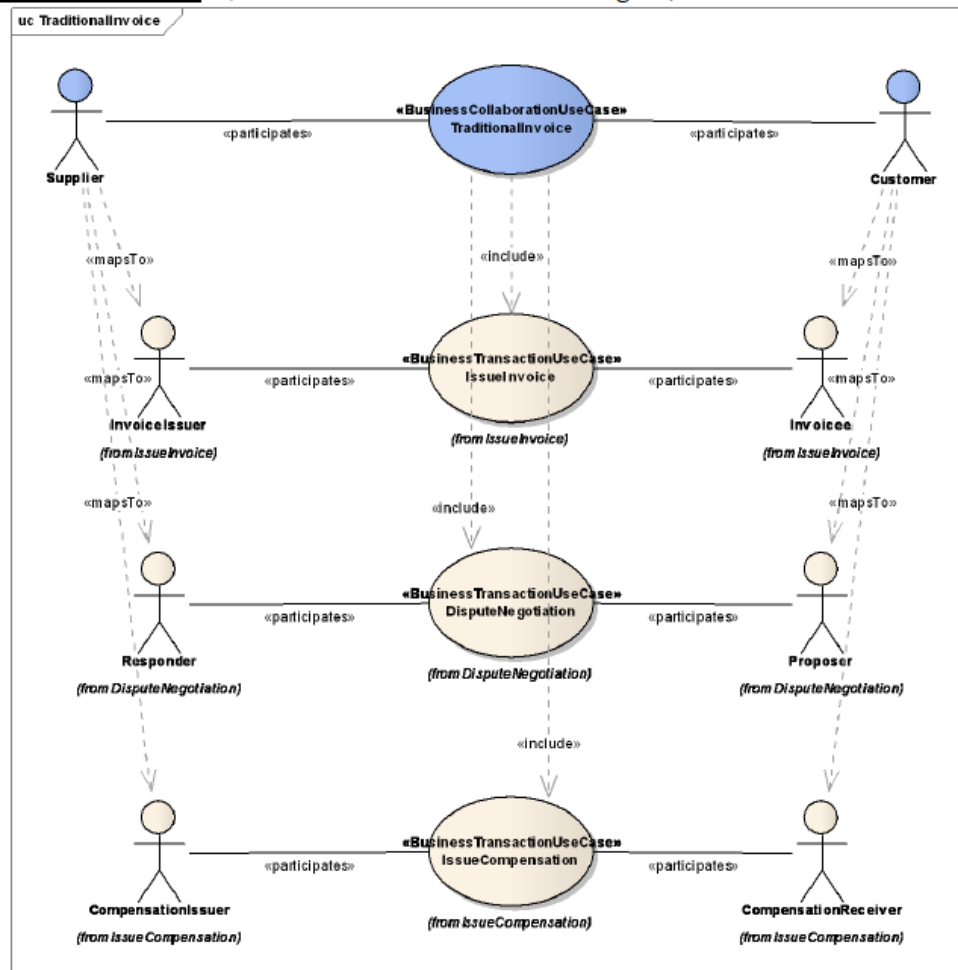 uc TraditionalInvoice
«BusinessCollaborationUseCase»
TraditionalInvoice
«participates»
«participates»
Supplier
Customer
«mapsTo»
«include»
«mapsTo»
«BusinessTransactionUseCase»
IssueInvoice
«mapsTo»
«participates»
«participates»
«mapsTo»
InvoiceIssuer
Invoicee
(from IssueInvoice)
(from IssueInvoice)
(from IssueInvoice)
«mapsTo»
«include»
«mapsTo»
«BusinessTransactionUseCase»
DisputeNegotiation
«participates»
«participates»
Responder
Proposer
(from DisputeNegotiation)
(from DisputeNegotiation)
(from DisputeNegotiation)
«include»
«BusinessTransactionUseCase»
IssueCompensation
«participates»
«participates»
CompensationIssuer
CompensationReceiver
(from IssueCompensation)
(from IssueCompensation)
(from IssueCompensation)